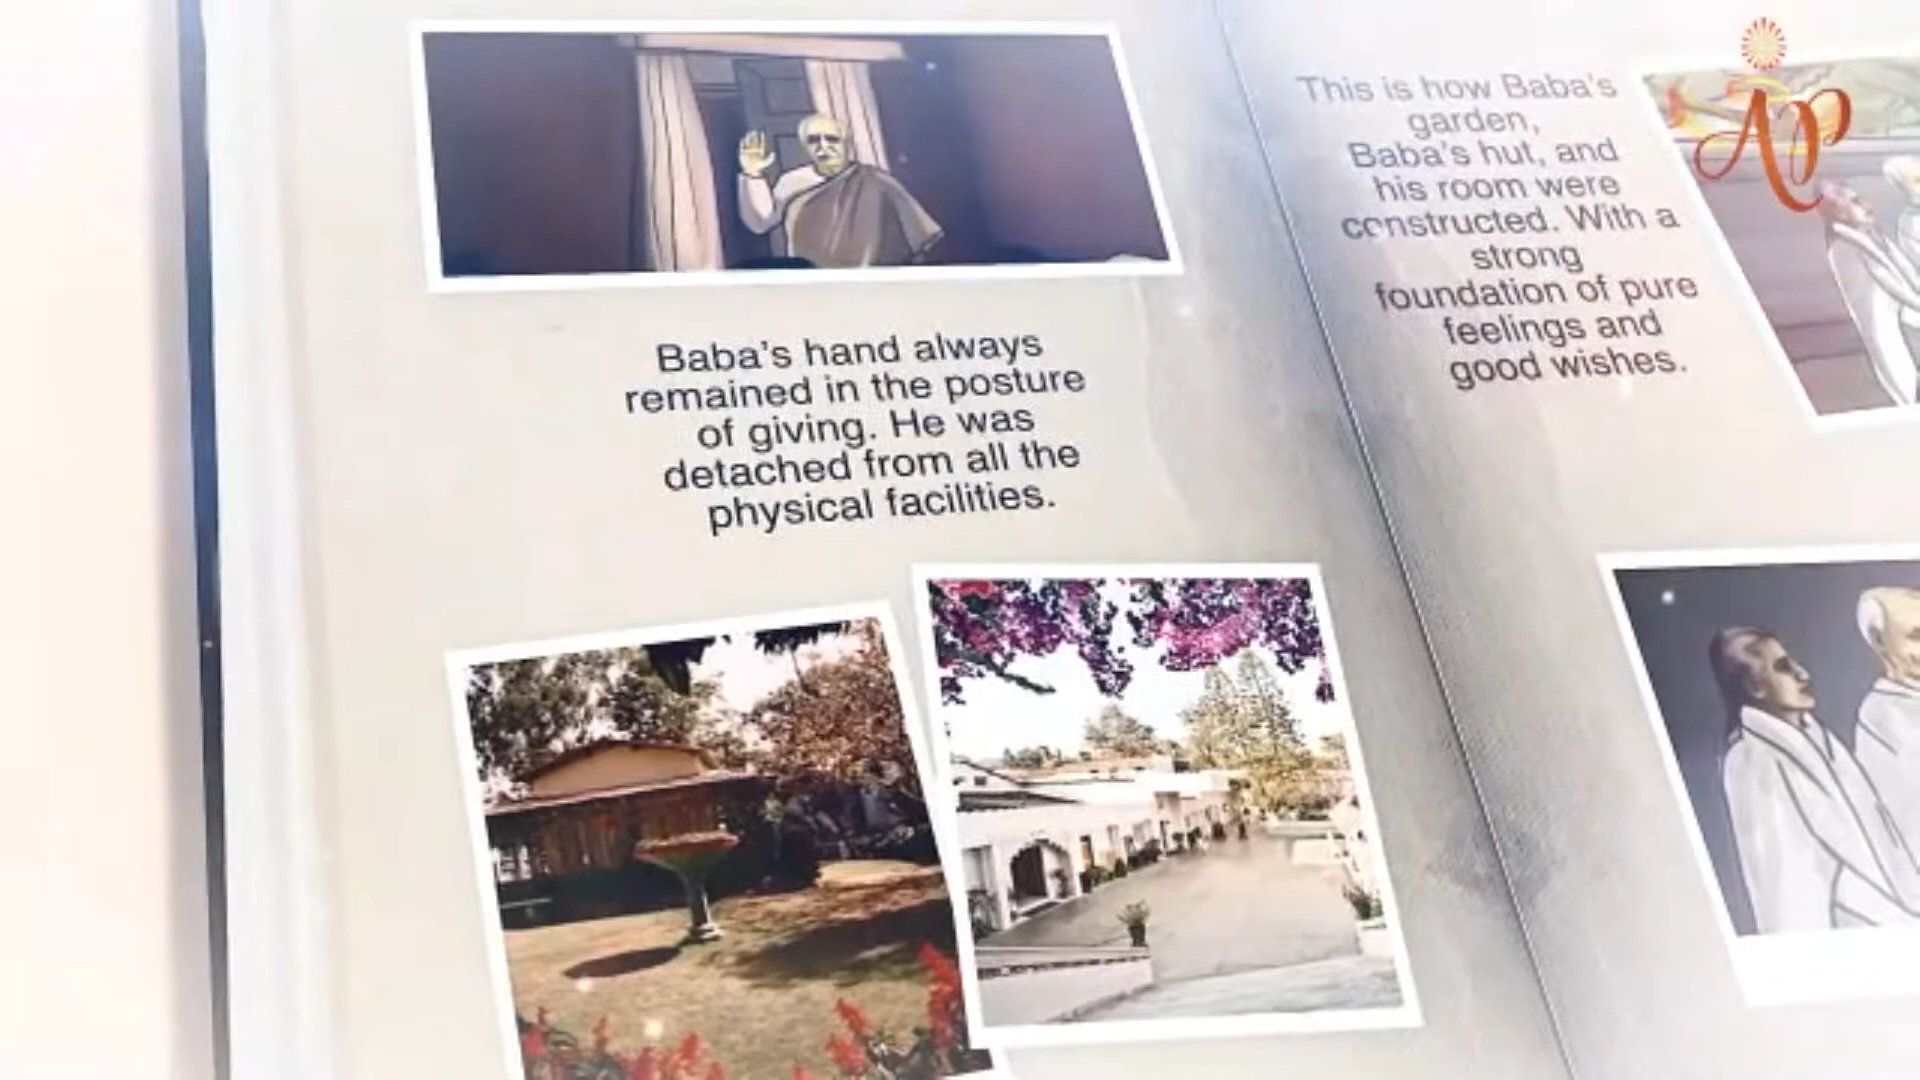 Baba's hand always
remained in the posture
of giving. He was
detached from all the
physical facilities.
This is how Baba's
garden,
Baba's hut, and
his room were
constructed. With a
strong
foundation of pure
feelings and
good wishes.
AP